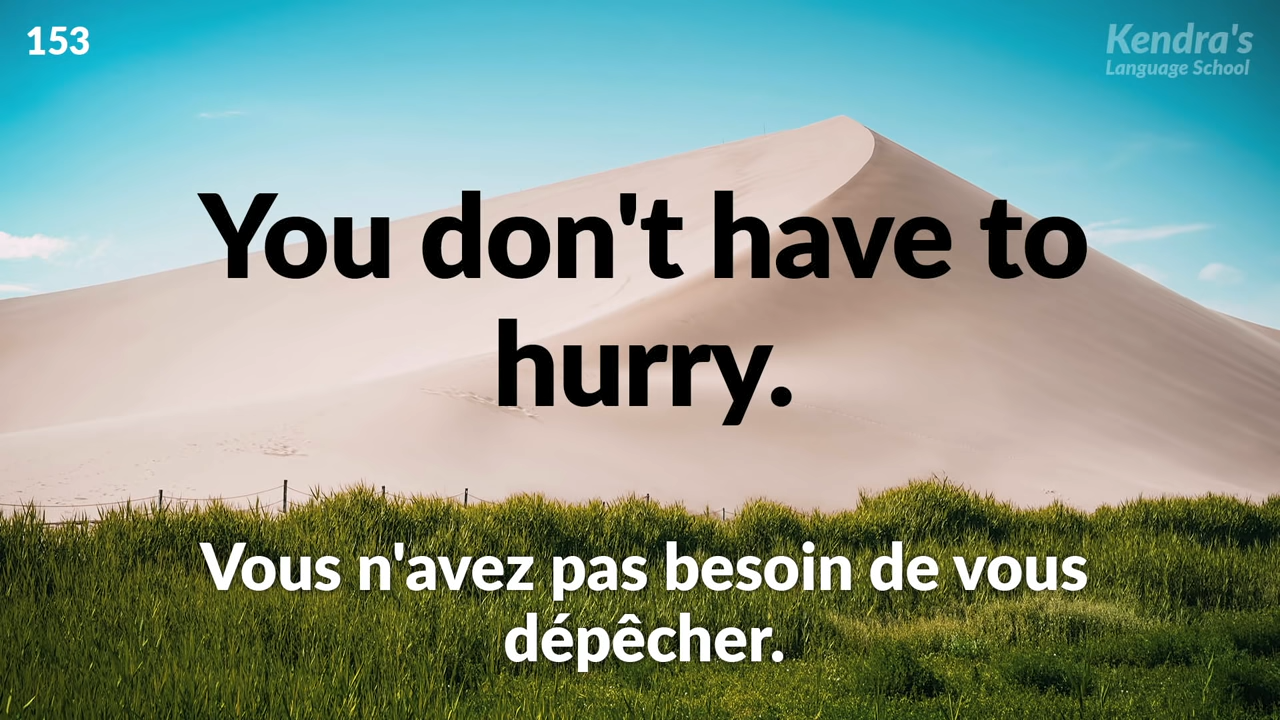 153
Kendra's
Language School
You don't have to
hurry.
Vous n'avez pas besoin de vous
dépêcher.